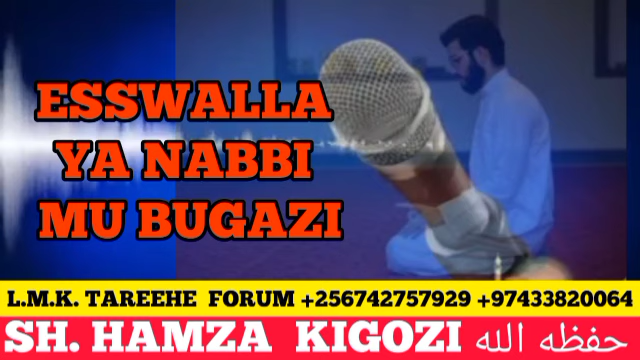 ESSWALLA
YA NABBI
MU BUGAZI
L.M.K. TAREEHE FORUM +256742757929 +97433820064
SH. HAMZA KIGOZI حفظه الله